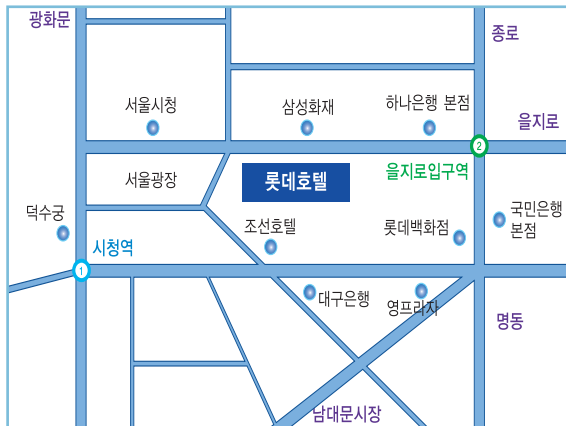 광화문
종로
서울시청
삼성화재
하나은행 본점
을지로
2
서울광장
롯데호텔
을지로입구역
덕수궁
시청역
조선호텔
롯데백화점
국민은행
본점
1
대구은행
영프라자
명동
남대문시장